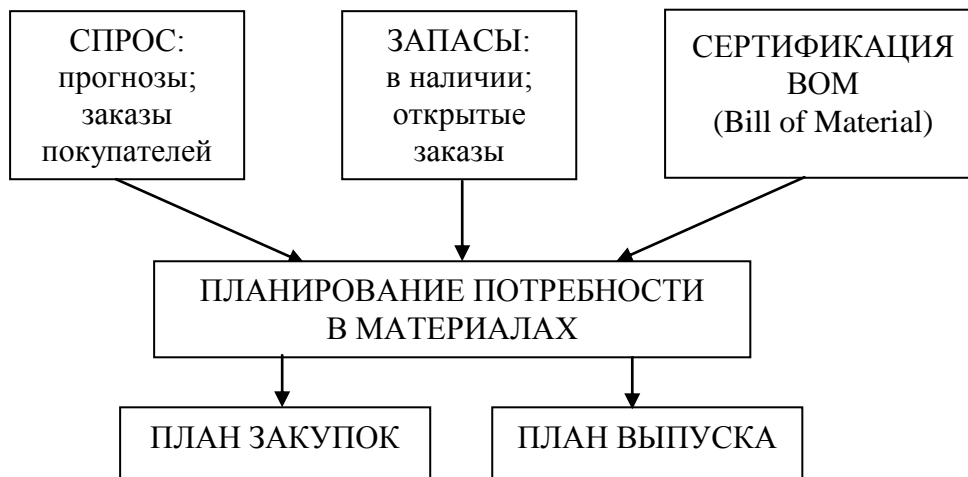 СПРОС:
прогнозы;
заказы
покупателей
ЗАПАСЫ:
в наличии;
открытые
заказы
СЕРТИФИКАЦИЯ
ВОМ
(Bill of Material)
ПЛАНИРОВАНИЕ ПОТРЕБНОСТИ
В МАТЕРИАЛАХ
ПЛАН ЗАКУПОК
ПЛАН ВЫПУСКА